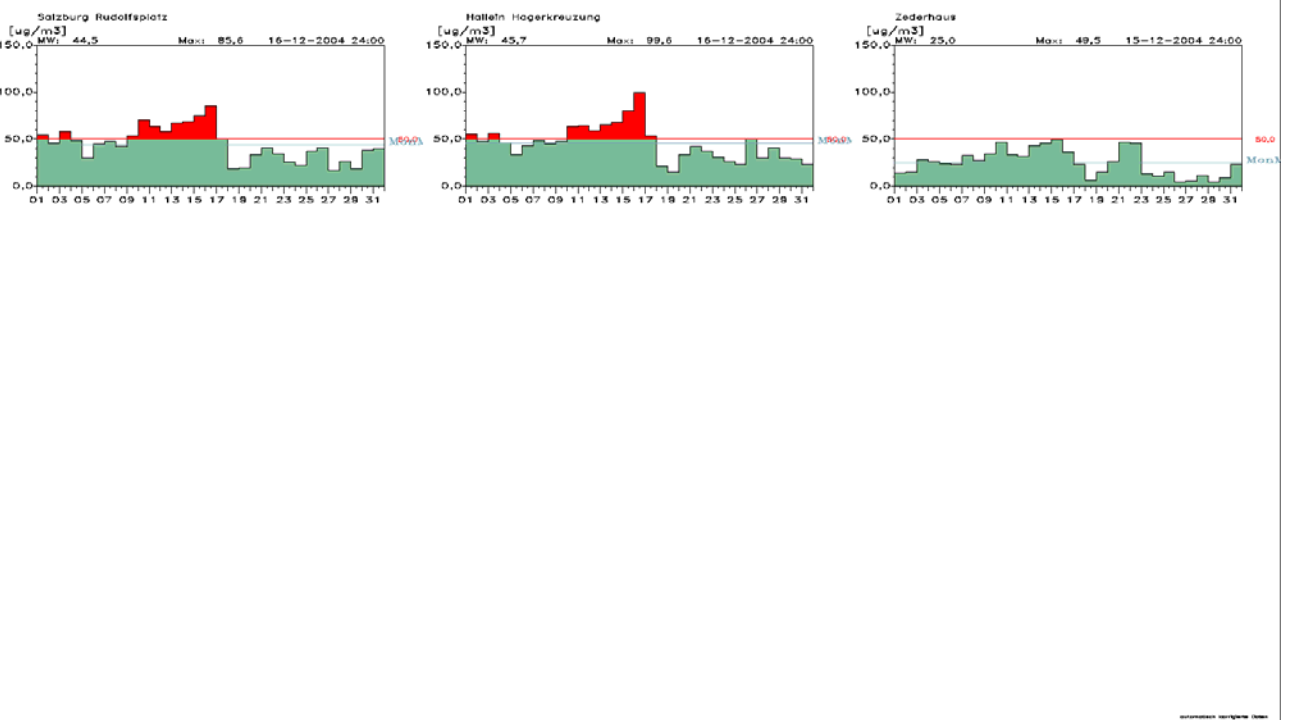 Salzburg Rudolfsplatz
[ug/m3]
MW: 44,5 Max: 85,6 16-12-2004 24:00
150,0
100,0
50,0
0,0
50,0
MonM
01 03 05 07 09 11 13 15 17 19 21 23 25 27 29 31
Hallein Hagerkreuzung
[ug/m3]
MW: 45,7 Max: 99,6 16-12-2004 24:00
150,0
100,0
50,0
0,0
50,0
MonM
01 03 05 07 09 11 13 15 17 19 21 23 25 27 29 31
Zederhaus
[ug/m3]
MW: 25,0 Max: 49,5 15-12-2004 24:00
150,0
100,0
50,0
0,0
50,0
MonM
01 03 05 07 09 11 13 15 17 19 21 23 25 27 29 31